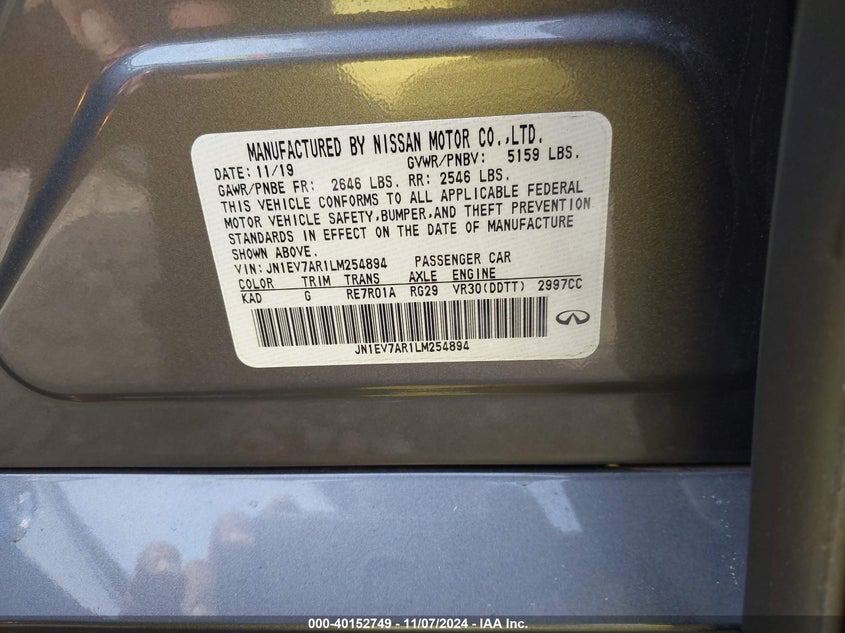 MANUFACTURED BY NISSAN MOTOR CO.,LTD.
DATE: 11/19 GVWR/PNBV: 5159 LBS.
GAWR/PNBE FR: 2646 LBS. RR: 2546 LBS.
THIS VEHICLE CONFORMS TO ALL APPLICABLE FEDERAL
MOTOR VEHICLE SAFETY,BUMPER,AND THEFT PREVENTION
STANDARDS IN EFFECT ON THE DATE OF MANUFACTURE
SHOWN ABOVE.
VIN:JN1EV7AR1LM254894 PASSENGER CAR
COLOR TRIM TRANS AXLE ENGINE
KAD G RE7R01A RG29 VR30(DDTT) 2997CC
JN1EV7AR1LM254894
000-40152749 - 11/07/2024 - IAA Inc.